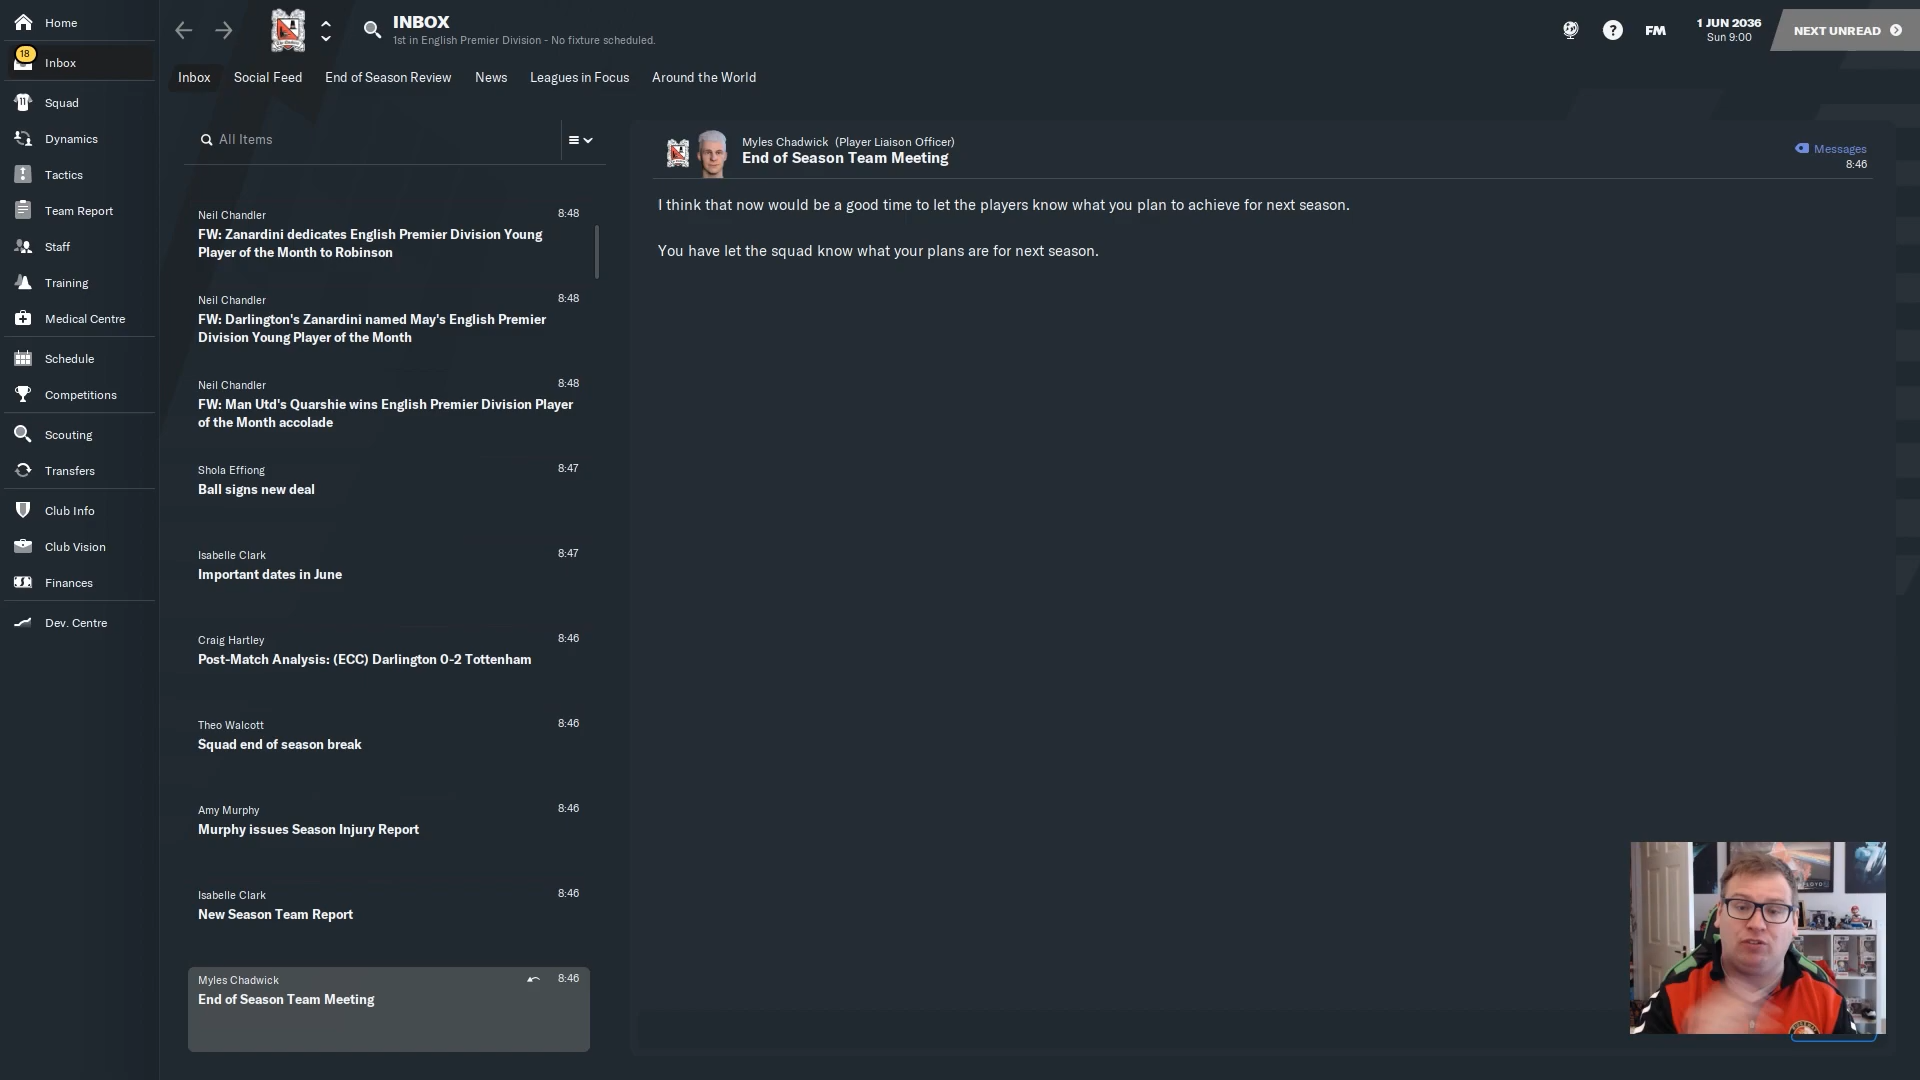 Home
18
Inbox
Squad
Dynamics
Tactics
Team Report
Staff
Training
Medical Centre
Schedule
Competitions
Scouting
Transfers
Club Info
Club Vision
Finances
Dev. Centre
INBOX
1st in English Premier Division - No fixture scheduled.
FM
1 JUN 2036
Sun 9:00
NEXT UNREAD
Inbox
Social Feed
End of Season Review
News
Leagues in Focus
Around the World
All Items
Neil Chandler
8:48
FW: Zanardini dedicates English Premier Division Young
Player of the Month to Robinson
Neil Chandler
8:48
FW: Darlington's Zanardini named May's English Premier
Division Young Player of the Month
Neil Chandler
8:48
FW: Man Utd's Quarshie wins English Premier Division Player
of the Month accolade
Shola Effiong
8:47
Ball signs new deal
Isabelle Clark
8:47
Important dates in June
Craig Hartley
8:46
Post-Match Analysis: (ECC) Darlington 0-2 Tottenham
Theo Walcott
8:46
Squad end of season break
Amy Murphy
8:46
Murphy issues Season Injury Report
Isabelle Clark
8:46
New Season Team Report
Myles Chadwick
8:46
End of Season Team Meeting
Myles Chadwick (Player Liaison Officer)
End of Season Team Meeting
Messages
8:46
I think that now would be a good time to let the players know what you plan to achieve for next season.
You have let the squad know what your plans are for next season.